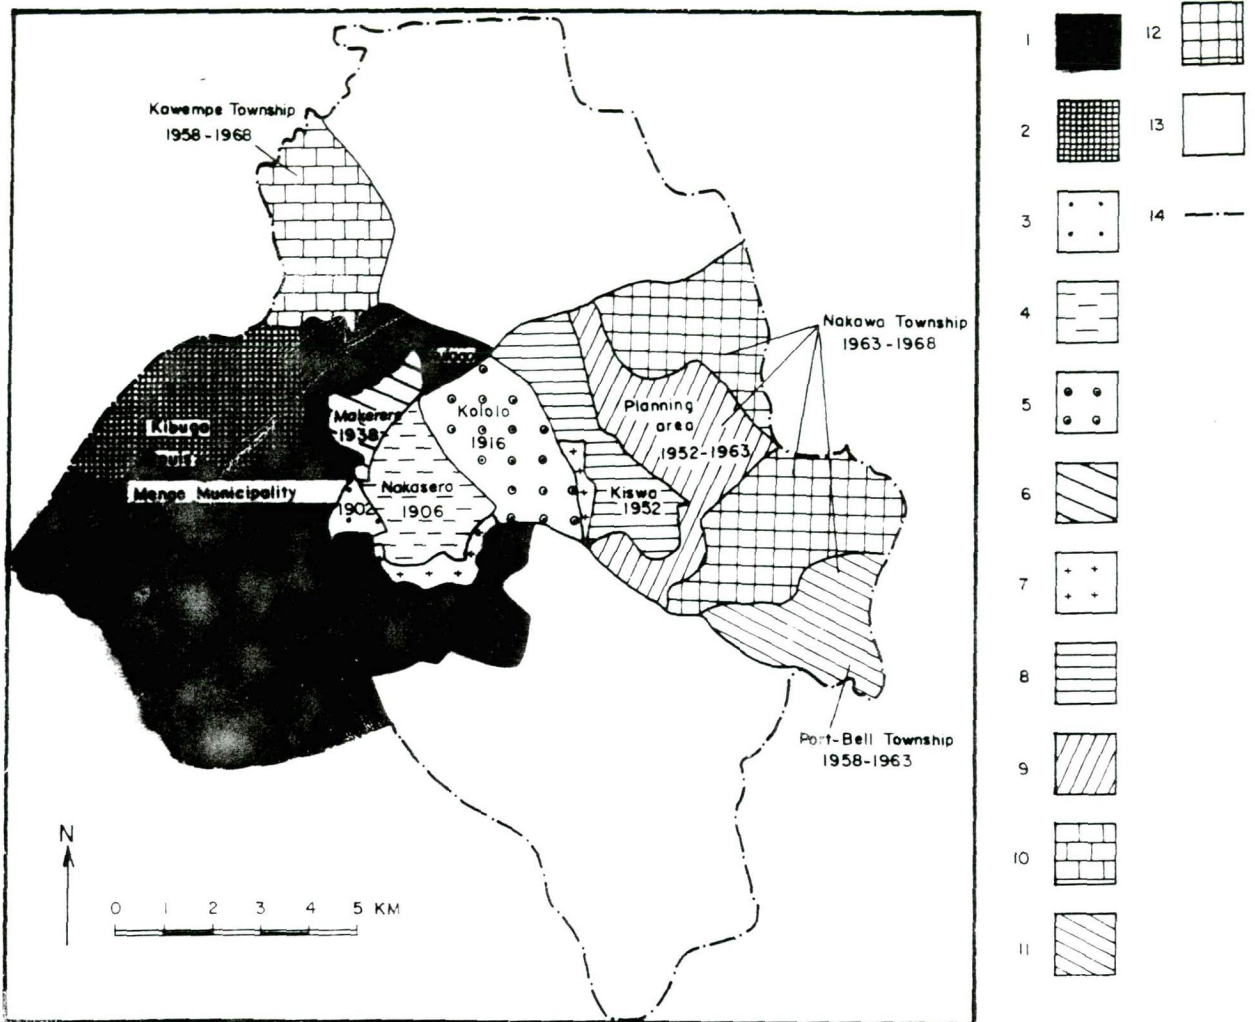 Kawempe Township
1958-1968
Nakawa Township
1963-1968
Kololo
1916
Planning
area
1952-1963
Makerere
1938
Kibuga
Mengo Municipality
1902
Nakasero
1906
Kiswa
1952
Port-Bell Township
1958-1963
N
0 1 2 3 4 5 KM
1
2
3
4
5
6
7
8
9
10
11
12
13
14